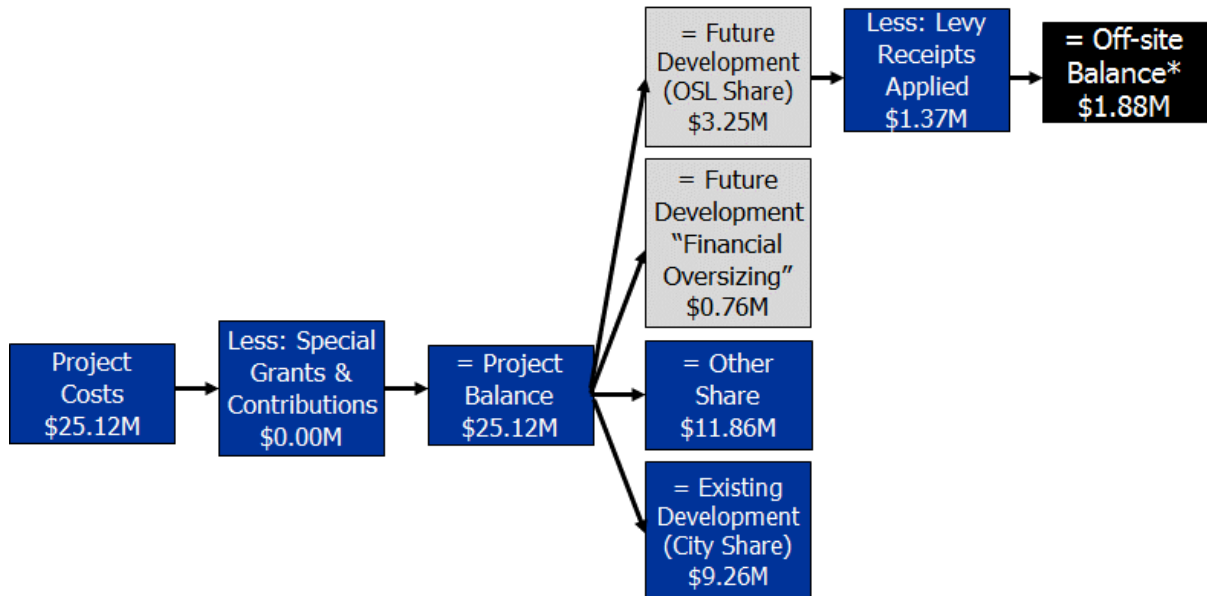 Project
Costs
$25.12M
Less: Special
Grants &
Contributions
$0.00M
= Project
Balance
$25.12M
= Future
Development
(OSL Share)
$3.25M
Less: Levy
Receipts
Applied
$1.37M
= Off-site
Balance*
$1.88M
= Future
Development
“Financial
Oversizing”
$0.76M
= Other
Share
$11.86M
= Existing
Development
(City Share)
$9.26M